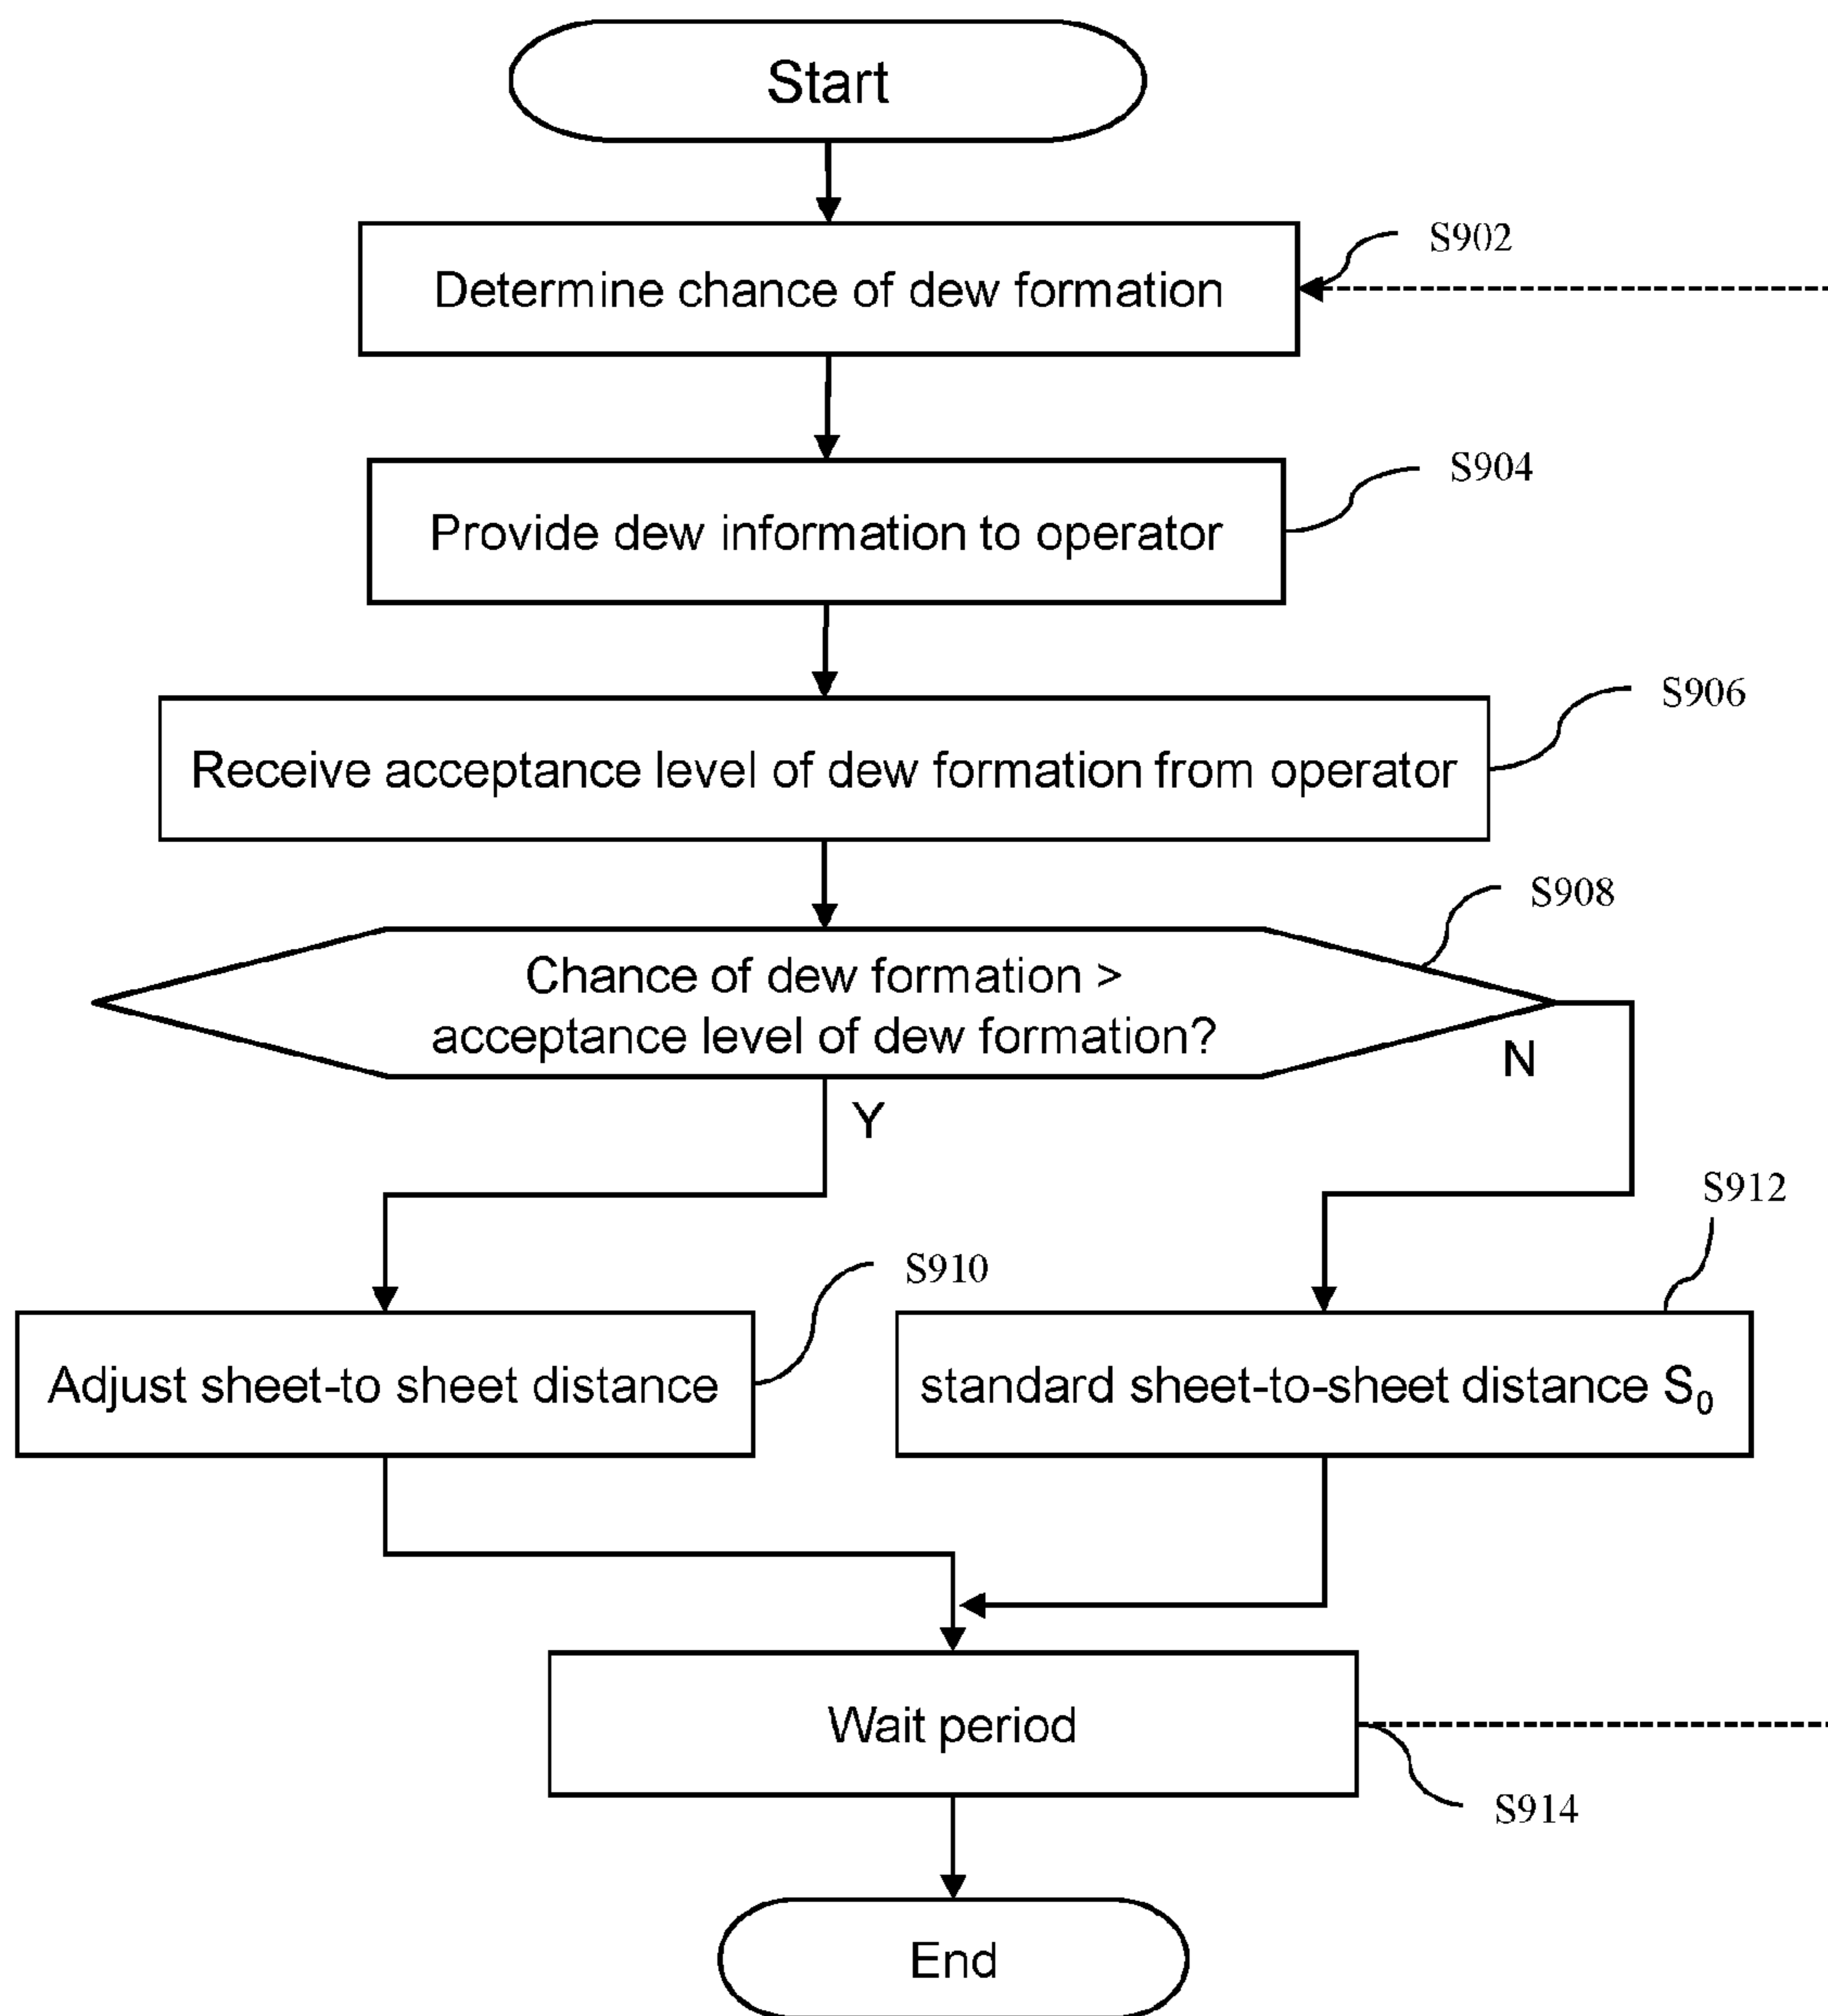 Start
S902
Determine chance of dew formation
S904
Provide dew information to operator
S906
Receive acceptance level of dew formation from operator
S908
Chance of dew formation >
acceptance level of dew formation?
N
Y
S912
S910
Adjust sheet-to sheet distance
standard sheet-to-sheet distance S₀
Wait period
S914
End